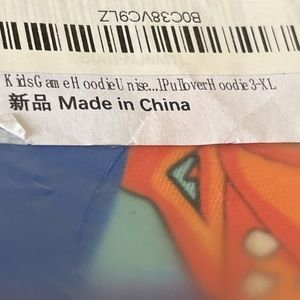 B0C38VC9LZ
KidsGameHoodieUnise...lPulloverHoodie3-XL
新品 Made in China